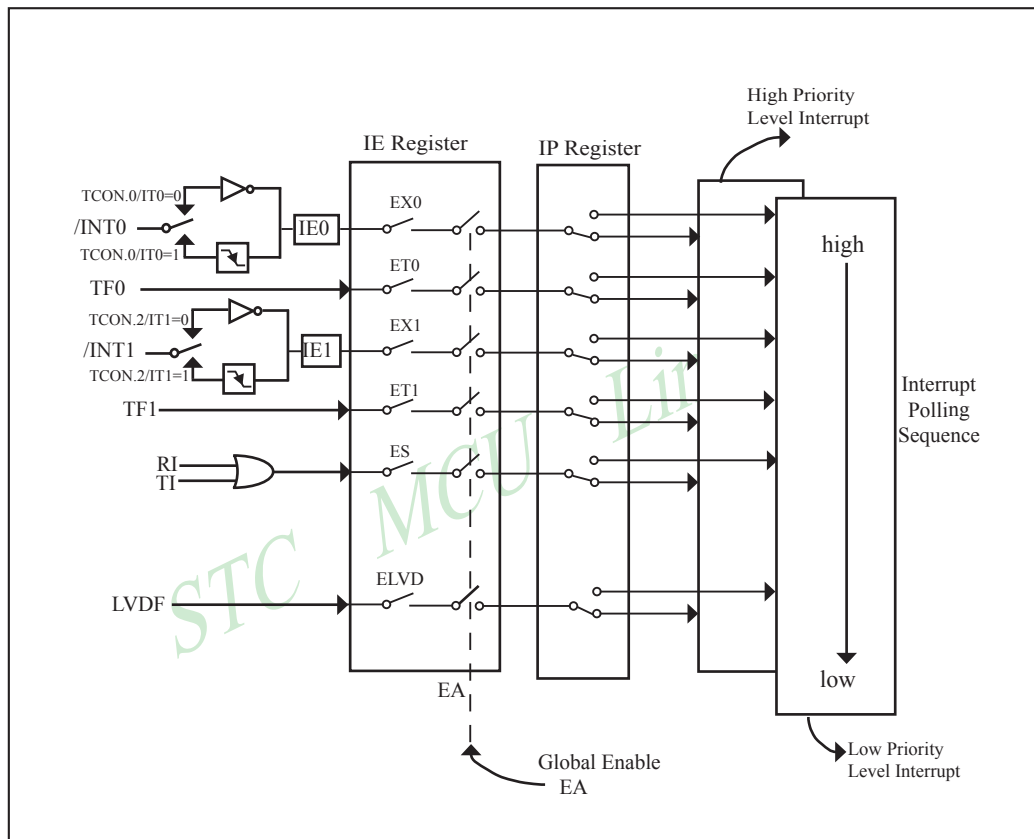 High Priority
Level Interrupt
IE Register
IP Register
TCON.0/IT0=0
EX0
/INT0
IE0
high
TCON.0/IT0=1
ET0
TF0
TCON.2/IT1=0
EX1
/INT1
IE1
TCON.2/IT1=1
ET1
Interrupt
Polling
Sequence
TF1
RI
TI
ES
ELVD
LVDF
low
EA
Low Priority
Level Interrupt
Global Enable
EA
STC MCU